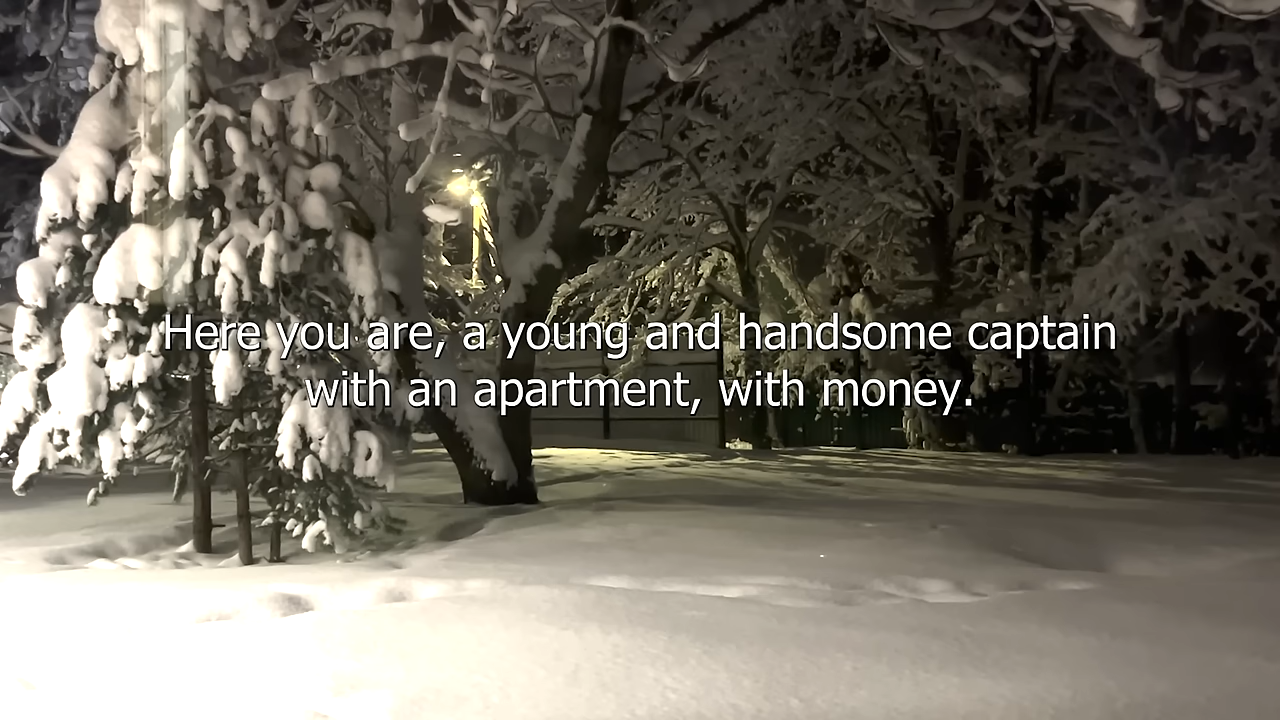 Here you are, a young and handsome captain
with an apartment, with money.